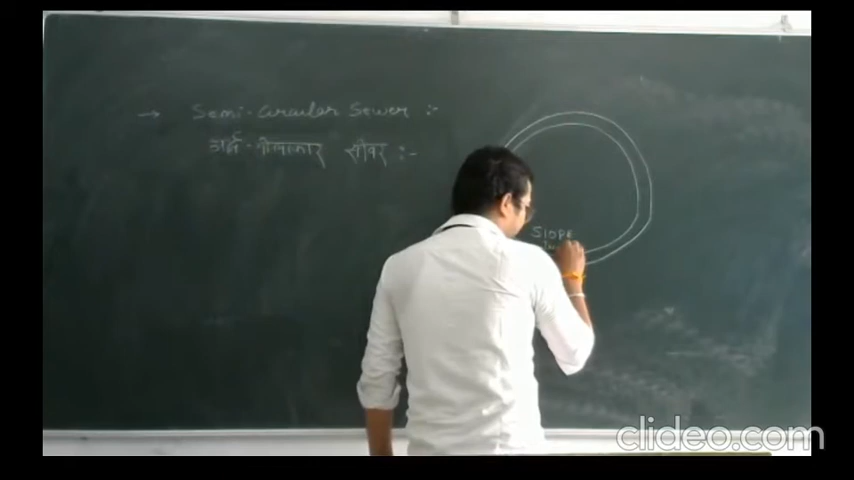 → Semi-circular Sewer :-
अर्ध-गोलाकार सीवर :-
SLOPE
clideo.com